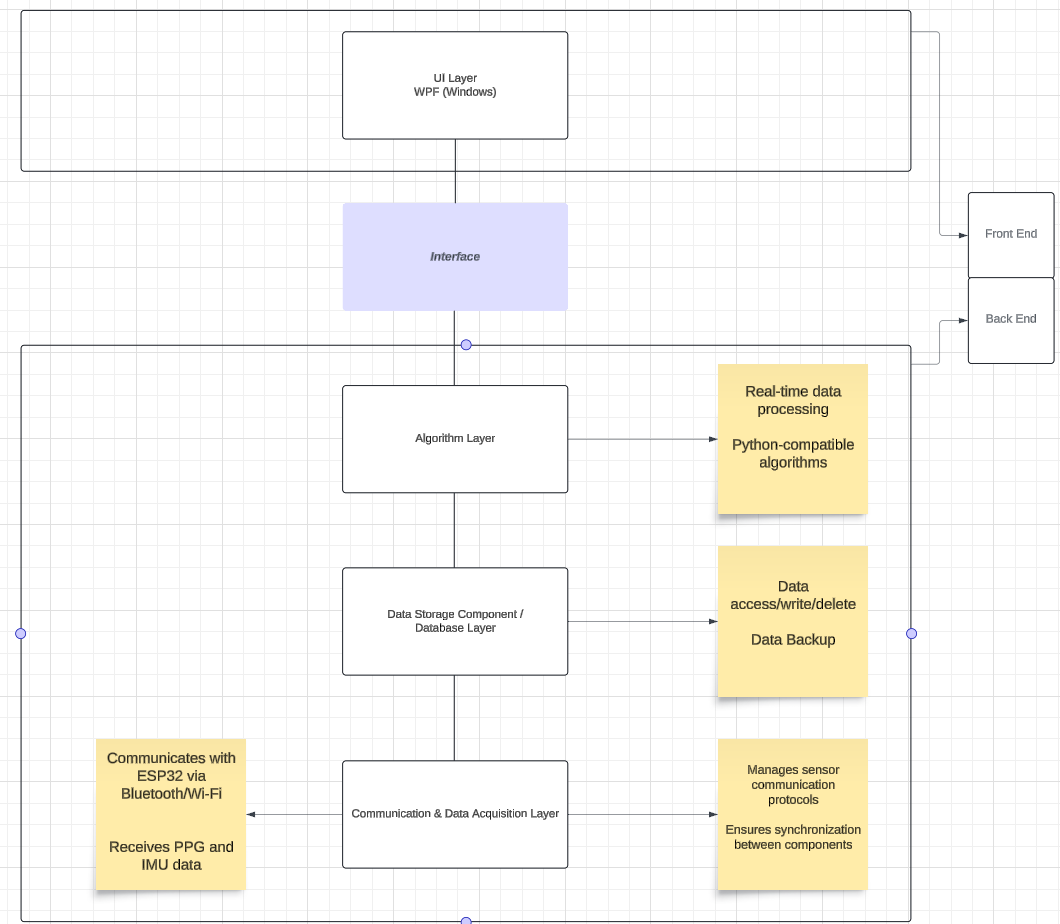 UI Layer
WPF (Windows)
Interface
Front End
Back End
Algorithm Layer
Real-time data
processing
Python-compatible
algorithms
Data Storage Component /
Database Layer
Data
access/write/delete
Data Backup
Communicates with
ESP32 via
Bluetooth/Wi-Fi
Receives PPG and
IMU data
Communication & Data Acquisition Layer
Manages sensor
communication
protocols
Ensures synchronization
between components